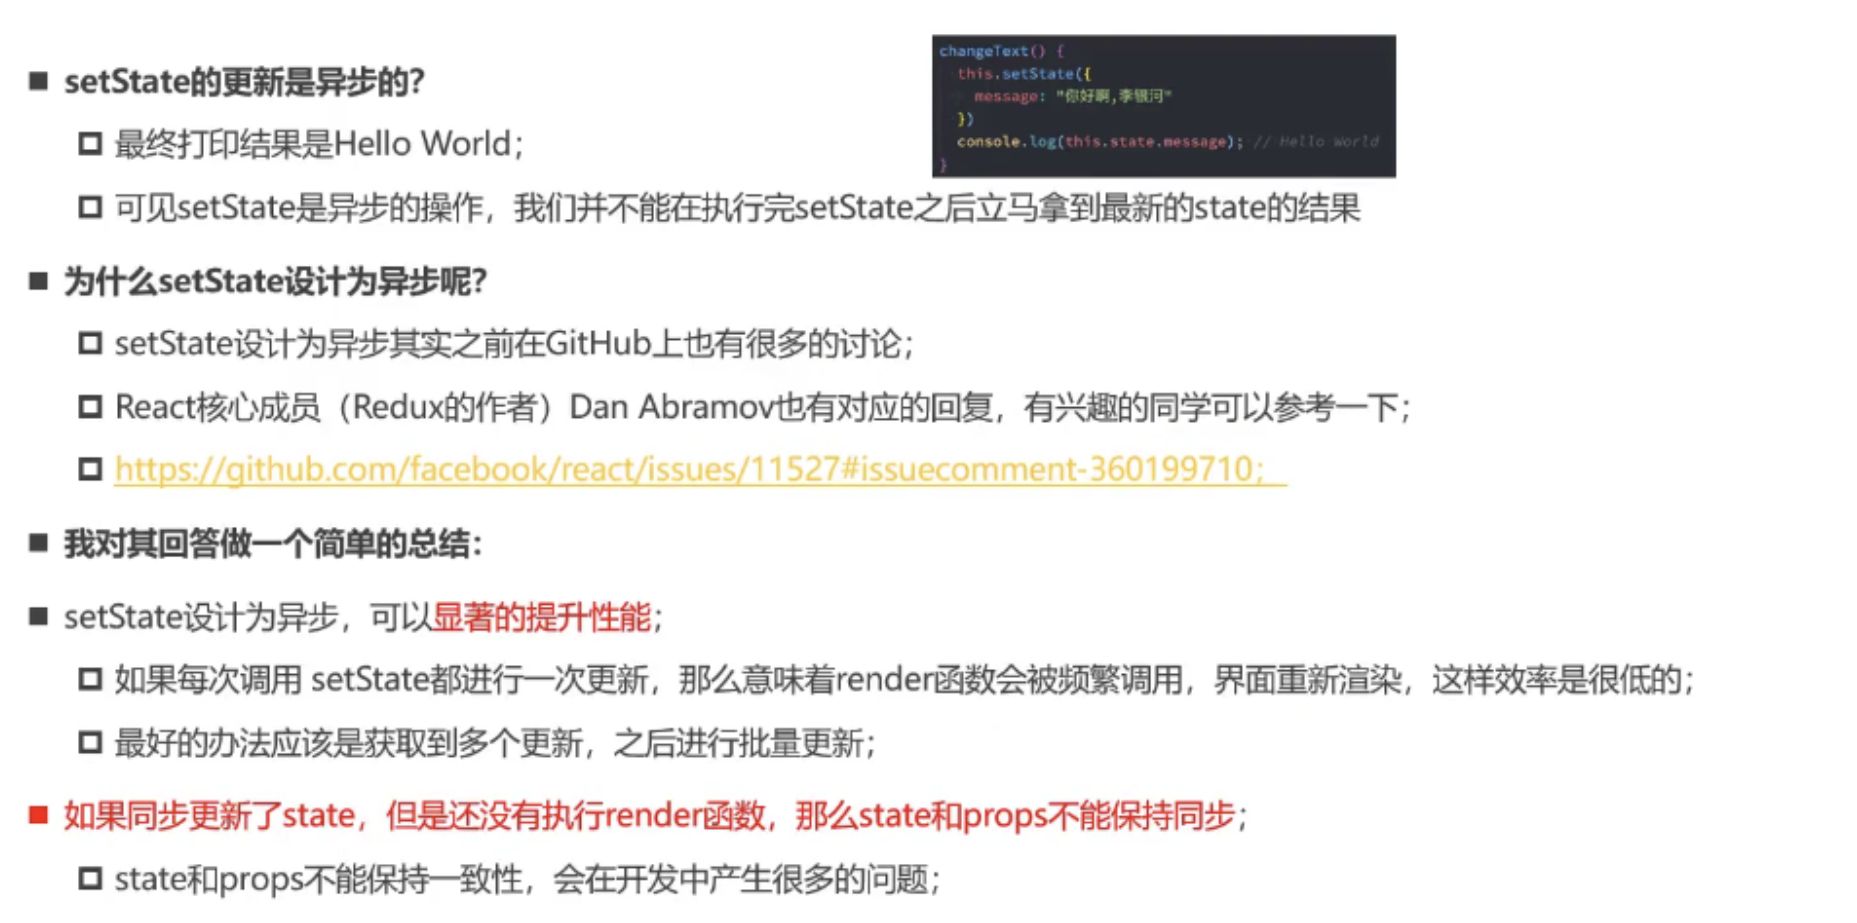 setState的更新是异步的?
最终打印结果是Hello World；
可见setState是异步的操作，我们并不能在执行完setState之后立马拿到最新的state的结果
changeText() {
this.setState({
message: "你好啊,李银河"
})
console.log(this.state.message); // Hello World
}
为什么setState设计为异步呢?
setState设计为异步其实之前在GitHub上也有很多的讨论；
React核心成员（Redux的作者）Dan Abramov也有对应的回复，有兴趣的同学可以参考一下；
https://github.com/facebook/react/issues/11527#issuecomment-360199710；
我对其回答做一个简单的总结：
setState设计为异步，可以显著的提升性能；
如果每次调用 setState都进行一次更新，那么意味着render函数会被频繁调用，界面重新渲染，这样效率是很低的；
最好的办法应该是获取到多个更新，之后进行批量更新；
如果同步更新了state，但是还没有执行render函数，那么state和props不能保持同步；
state和props不能保持一致性，会在开发中产生很多的问题；